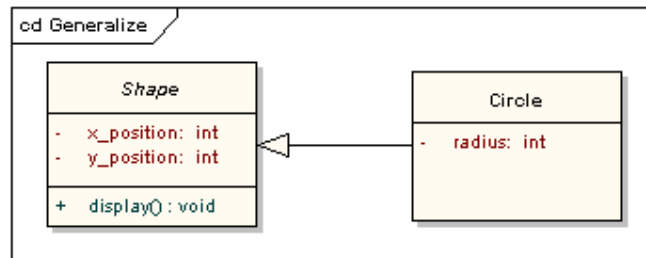 cd Generalize
Shape
- x_position: int
- y_position: int
+ display() : void
Circle
- radius: int